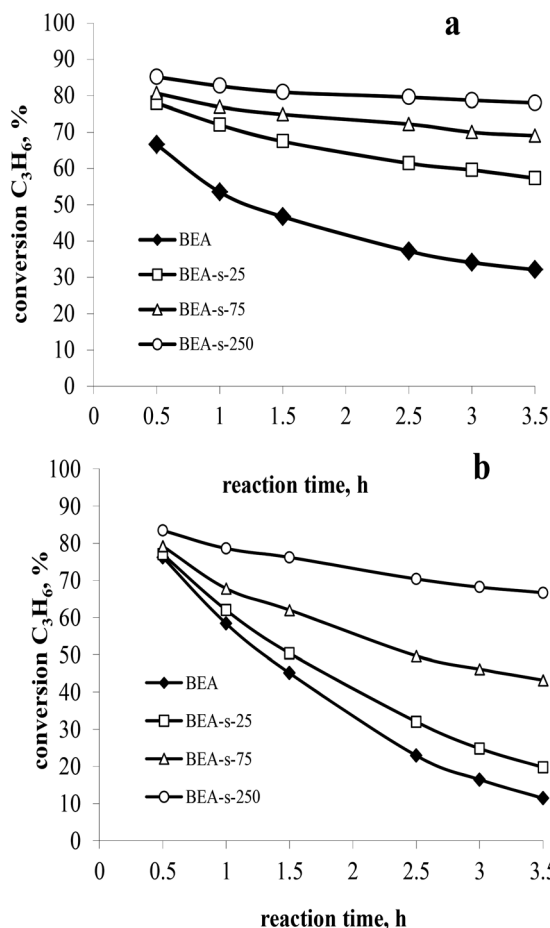 a
100
90
80
70
60
50
40
30
20
10
0
conversion C₃H₆, %
BEA
BEA-s-25
BEA-s-75
BEA-s-250
0 0.5 1 1.5 2 2.5 3 3.5
reaction time, h
b
100
90
80
70
60
50
40
30
20
10
0
conversion C₃H₆, %
BEA
BEA-s-25
BEA-s-75
BEA-s-250
0 0.5 1 1.5 2 2.5 3 3.5
reaction time, h